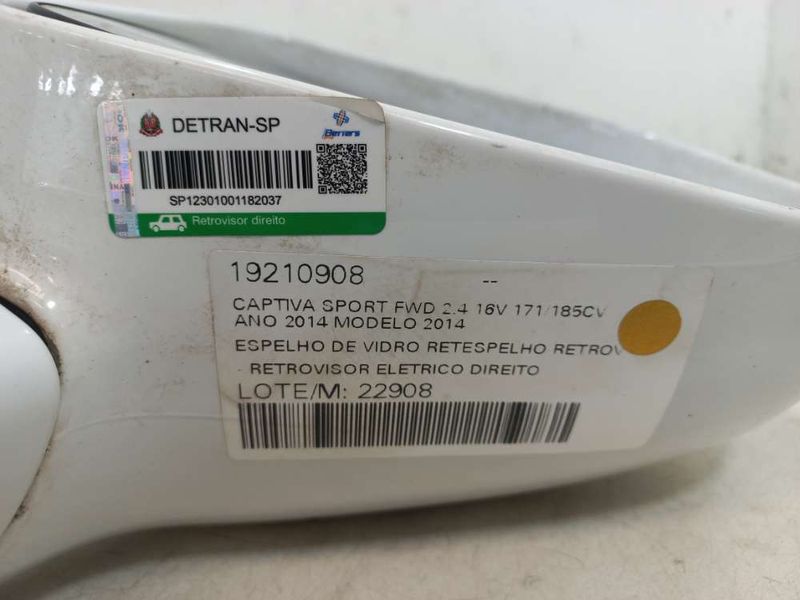 DETRAN-SP
SP12301001182037
Retrovisor direito
19210908 --
CAPTIVA SPORT FWD 2.4 16V 171/185CV
ANO 2014 MODELO 2014
ESPELHO DE VIDRO RETESPELHO RETROV
- RETROVISOR ELETRICO DIREITO
LOTE/M: 22908